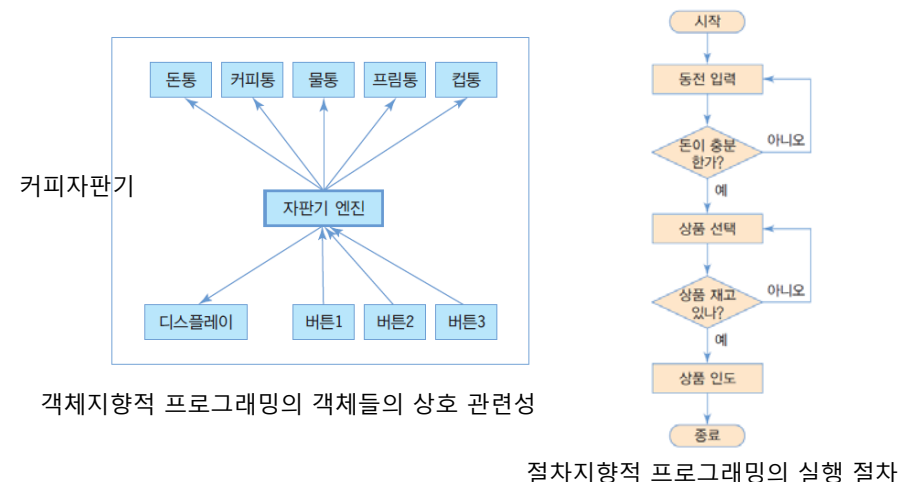 돈통
커피통
물통
프림통
컵통
커피자판기
자판기 엔진
디스플레이
버튼1
버튼2
버튼3
객체지향적 프로그래밍의 객체들의 상호 관련성
시작
동전 입력
돈이 충분
한가?
아니오
예
상품 선택
상품 재고
있나?
아니오
예
상품 인도
종료
절차지향적 프로그래밍의 실행 절차